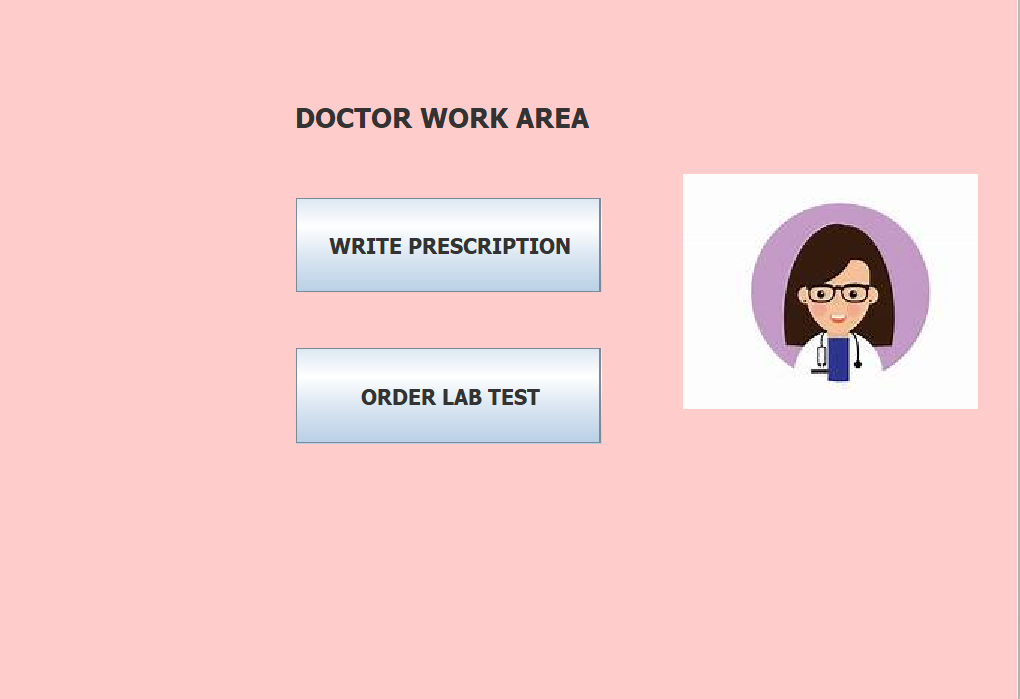 DOCTOR WORK AREA
WRITE PRESCRIPTION
ORDER LAB TEST